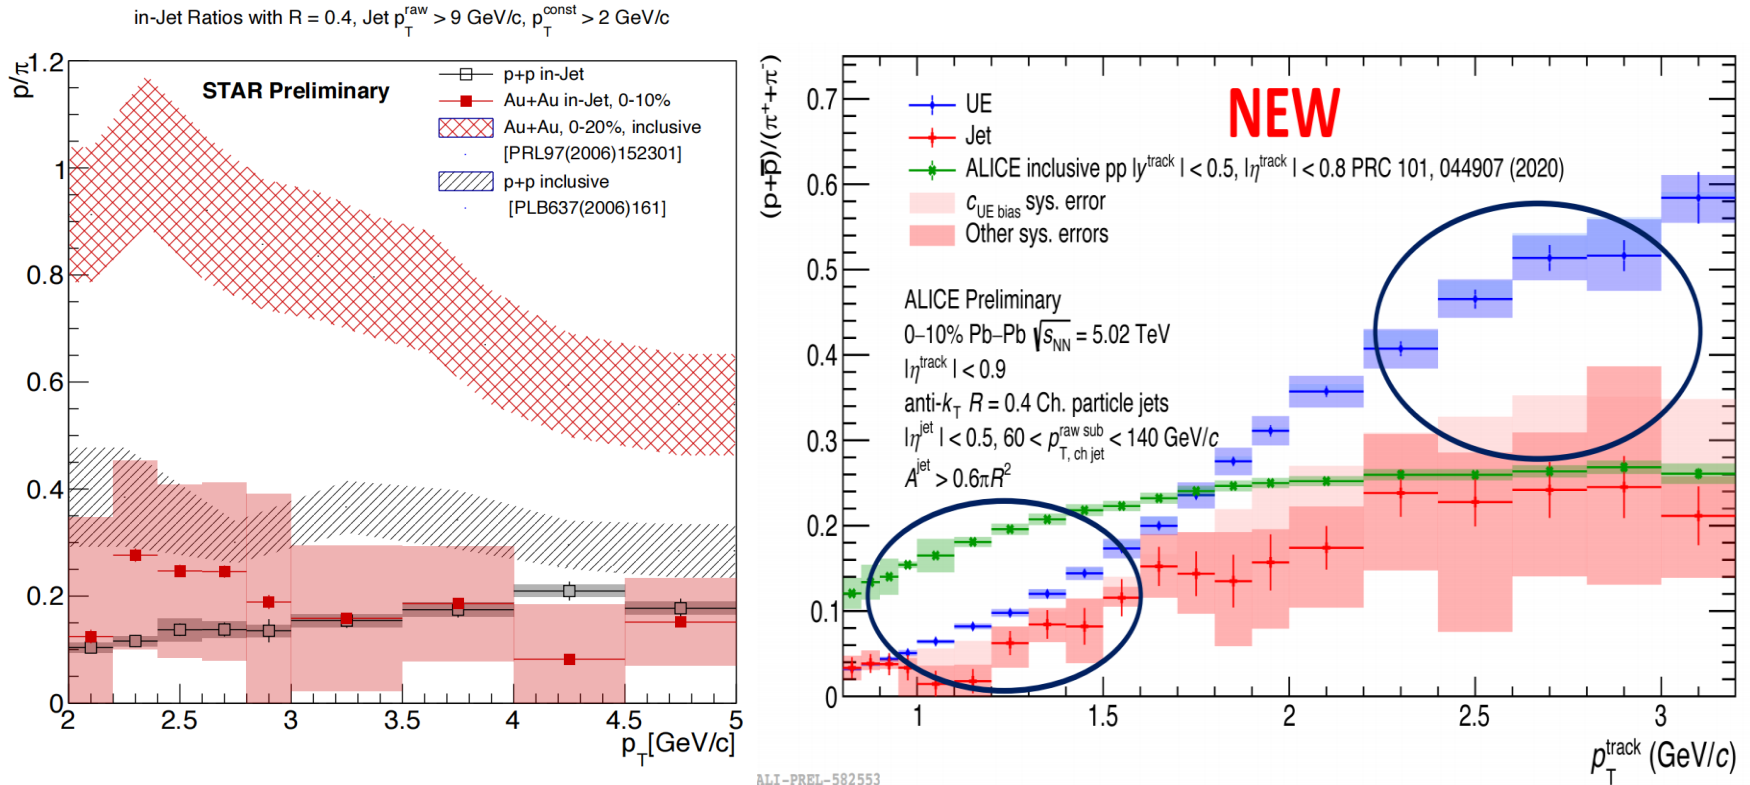 in-Jet Ratios with R = 0.4, Jet p_T^raw > 9 GeV/c, p_T^const > 2 GeV/c
p/π
STAR Preliminary
p+p in-Jet
Au+Au in-Jet, 0-10%
Au+Au, 0-20%, inclusive
[PRL97(2006)152301]
p+p inclusive
[PLB637(2006)161]
1.2
1
0.8
0.6
0.4
0.2
0
2 2.5 3 3.5 4 4.5 5
p_T[GeV/c]
(p+p̅)/(π⁺+π⁻)
NEW
UE
Jet
ALICE inclusive pp |y^track| < 0.5, |η^track| < 0.8 PRC 101, 044907 (2020)
c_UE bias sys. error
Other sys. errors
ALICE Preliminary
0–10% Pb–Pb √s_NN = 5.02 TeV
|η^track| < 0.9
anti-k_T R = 0.4 Ch. particle jets
|η^jet| < 0.5, 60 < p_T, ch jet^raw sub < 140 GeV/c
A^jet > 0.6πR²
0.7
0.6
0.5
0.4
0.3
0.2
0.1
0
1 1.5 2 2.5 3
p_T^track (GeV/c)
ALI-PREL-582553